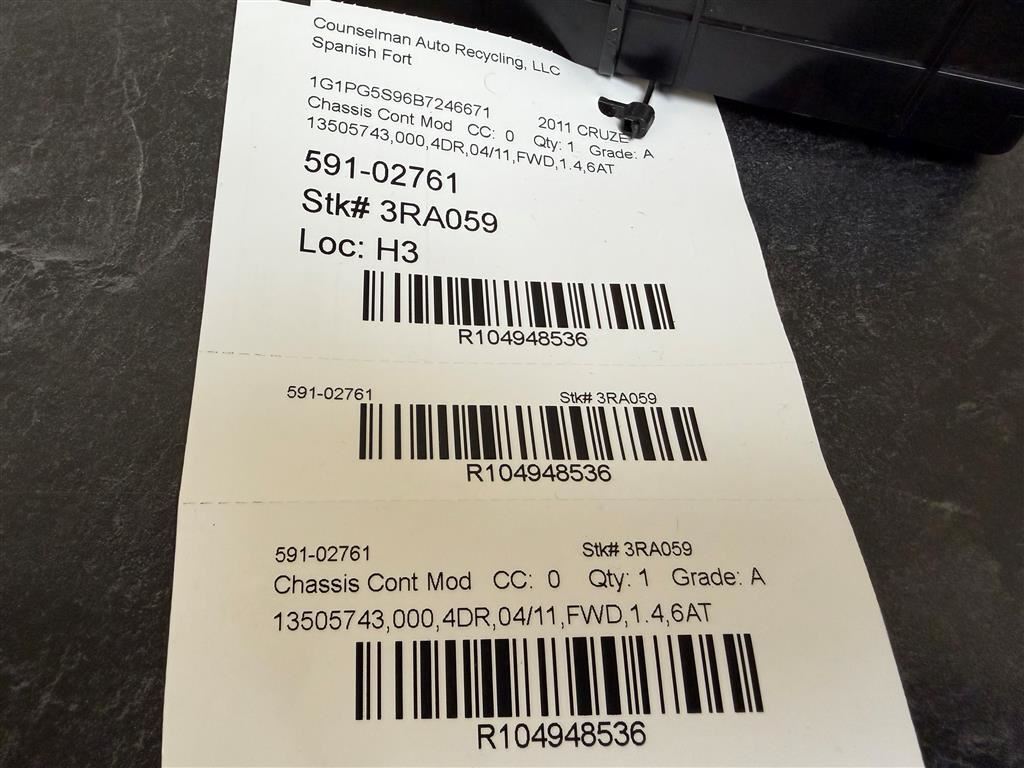 Counselman Auto Recycling, LLC
Spanish Fort
1G1PG5S96B7246671 2011 CRUZE
Chassis Cont Mod CC: 0 Qty: 1 Grade: A
13505743,000,4DR,04/11,FWD,1.4,6AT
591-02761
Stk# 3RA059
Loc: H3
R104948536
591-02761 Stk# 3RA059
R104948536
591-02761 Stk# 3RA059
Chassis Cont Mod CC: 0 Qty: 1 Grade: A
13505743,000,4DR,04/11,FWD,1.4,6AT
R104948536